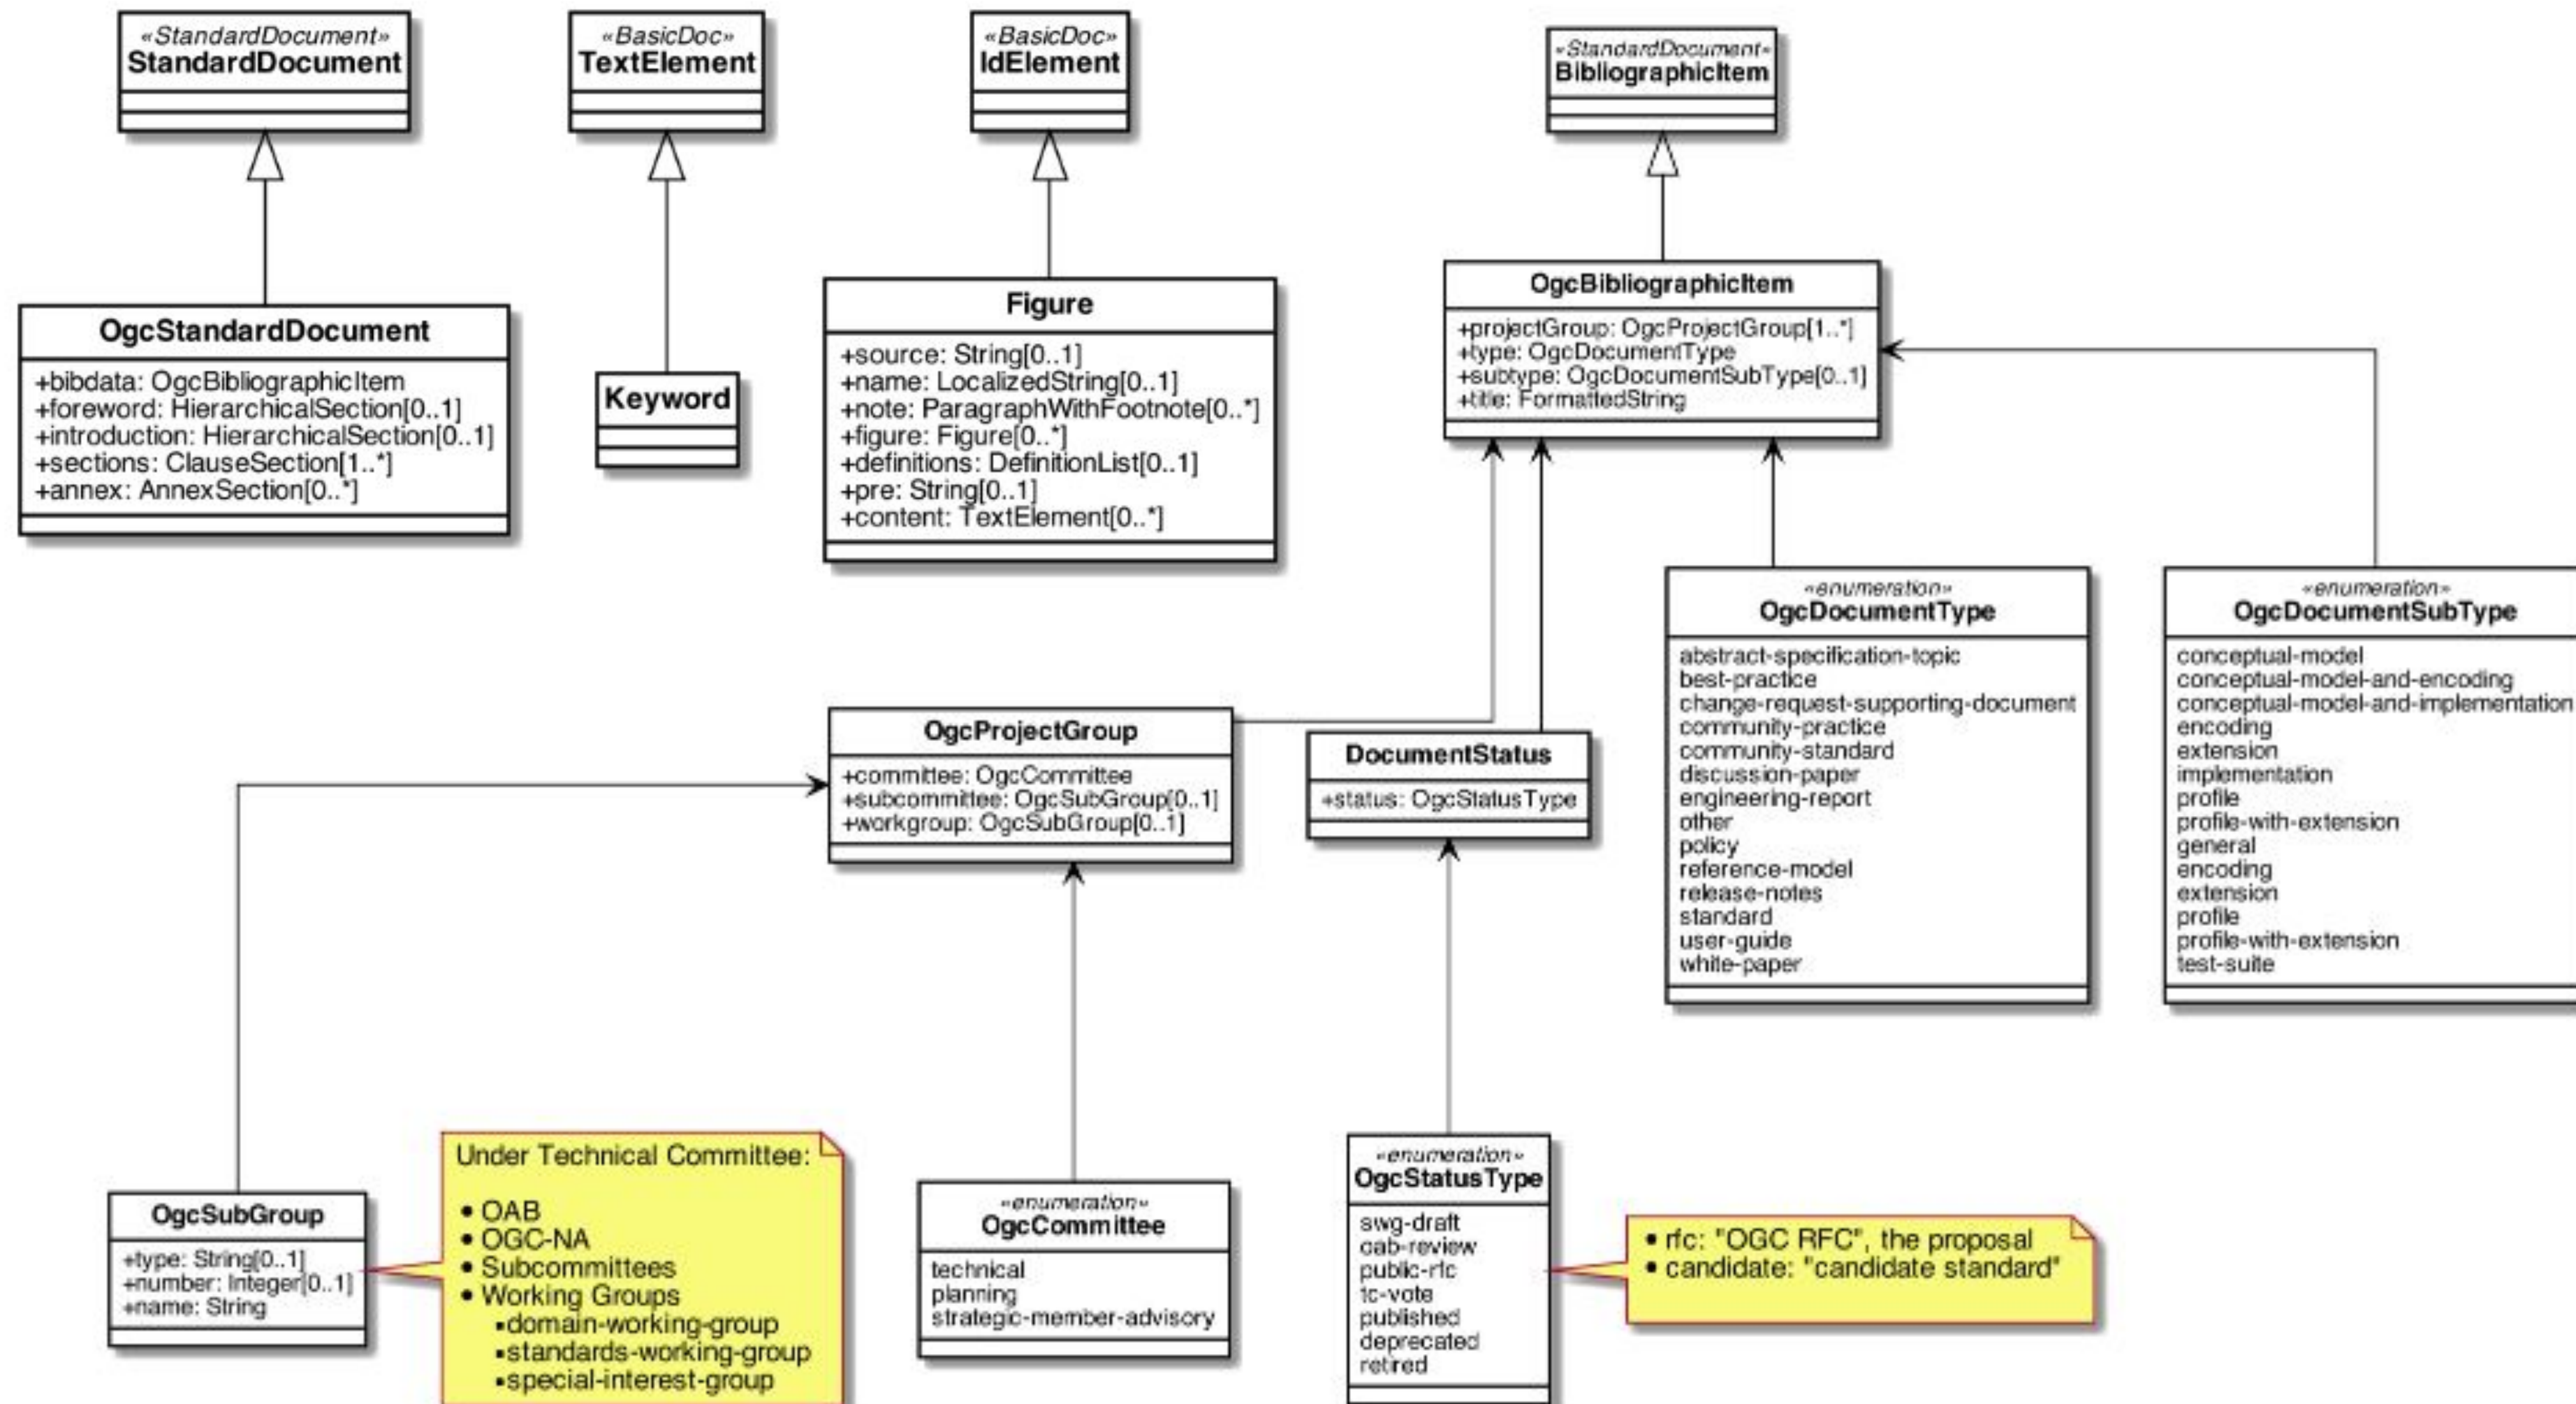 «StandardDocument»
StandardDocument
«BasicDoc»
TextElement
«BasicDoc»
IdElement
«StandardDocument»
BibliographicItem
OgcStandardDocument
+bibdata: OgcBibliographicItem
+foreword: HierarchicalSection[0..1]
+introduction: HierarchicalSection[0..1]
+sections: ClauseSection[1..*]
+annex: AnnexSection[0..*]
Keyword
Figure
+source: String[0..1]
+name: LocalizedString[0..1]
+note: ParagraphWithFootnote[0..*]
+figure: Figure[0..*]
+definitions: DefinitionList[0..1]
+pre: String[0..1]
+content: TextElement[0..*]
OgcBibliographicItem
+projectGroup: OgcProjectGroup[1..*]
+type: OgcDocumentType
+subtype: OgcDocumentSubType[0..1]
+title: FormattedString
«enumeration»
OgcDocumentType
abstract-specification-topic
best-practice
change-request-supporting-document
community-practice
community-standard
discussion-paper
engineering-report
other
policy
reference-model
release-notes
standard
user-guide
white-paper
«enumeration»
OgcDocumentSubType
conceptual-model
conceptual-model-and-encoding
conceptual-model-and-implementation
encoding
extension
implementation
profile
profile-with-extension
general
encoding
extension
profile
profile-with-extension
test-suite
OgcProjectGroup
+committee: OgcCommittee
+subcommittee: OgcSubGroup[0..1]
+workgroup: OgcSubGroup[0..1]
DocumentStatus
+status: OgcStatusType
OgcSubGroup
+type: String[0..1]
+number: Integer[0..1]
+name: String
Under Technical Committee:
• OAB
• OGC-NA
• Subcommittees
• Working Groups
▪domain-working-group
▪standards-working-group
▪special-interest-group
«enumeration»
OgcCommittee
technical
planning
strategic-member-advisory
«enumeration»
OgcStatusType
swg-draft
oab-review
public-rfc
tc-vote
published
deprecated
retired
• rfc: "OGC RFC", the proposal
• candidate: "candidate standard"